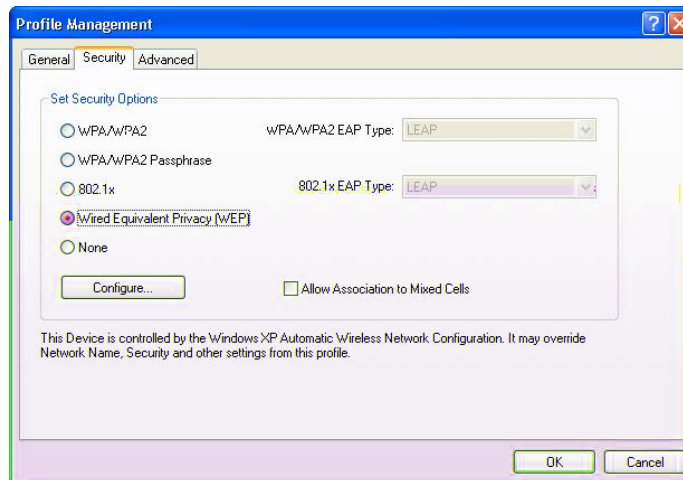 Profile Management
General Security Advanced
Set Security Options
WPA/WPA2 WPA/WPA2 EAP Type: LEAP
WPA/WPA2 Passphrase
802.1x 802.1x EAP Type: LEAP
Wired Equivalent Privacy (WEP)
None
Configure... Allow Association to Mixed Cells
This Device is controlled by the Windows XP Automatic Wireless Network Configuration. It may override
Network Name, Security and other settings from this profile.
OK Cancel